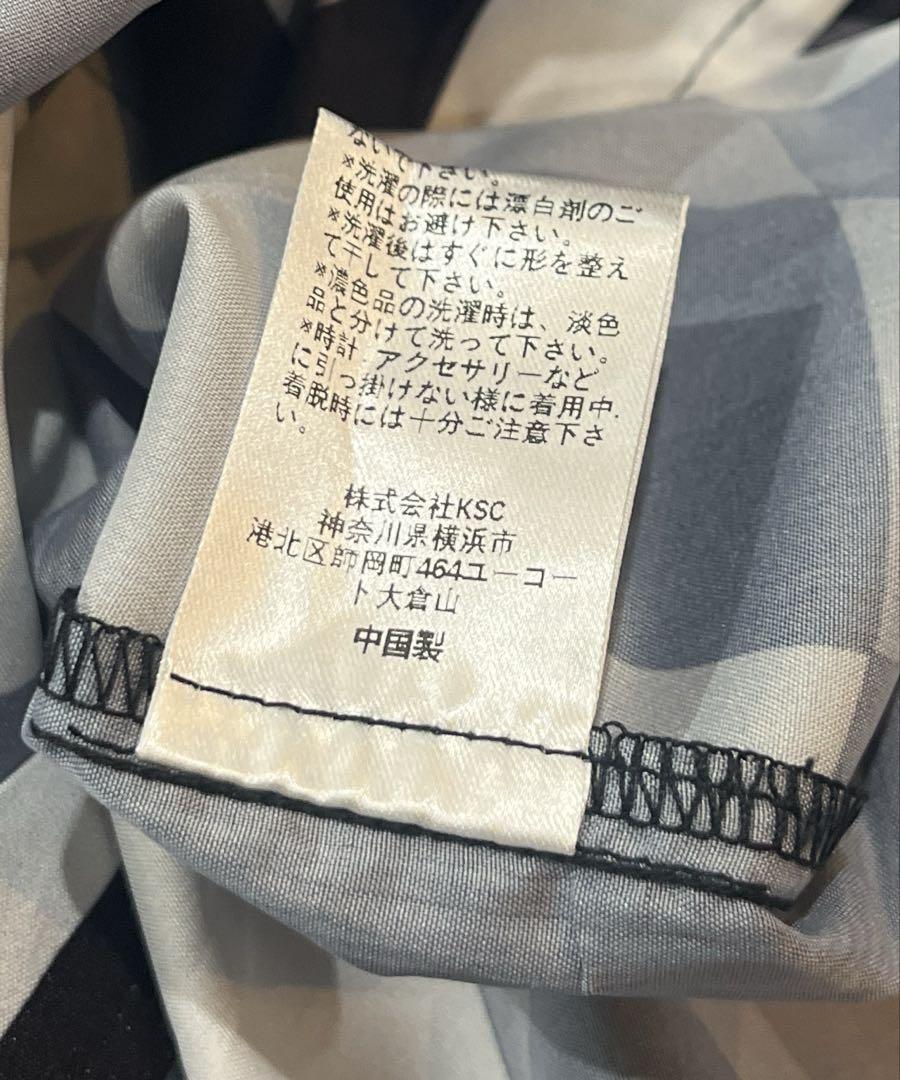 ないで下さい。
※洗濯の際には漂白剤のご
使用はお避け下さい。
※洗濯後はすぐに形を整え
て干して下さい。
※濃色品の洗濯時は、淡色
品と分けて洗って下さい。
※時計.アクセサリーなど
に引っ掛けない様に着用中.
着脱時には十分ご注意下さ
い。
株式会社KSC
神奈川県横浜市
港北区師岡町464ユーコー
ト大倉山
中国製